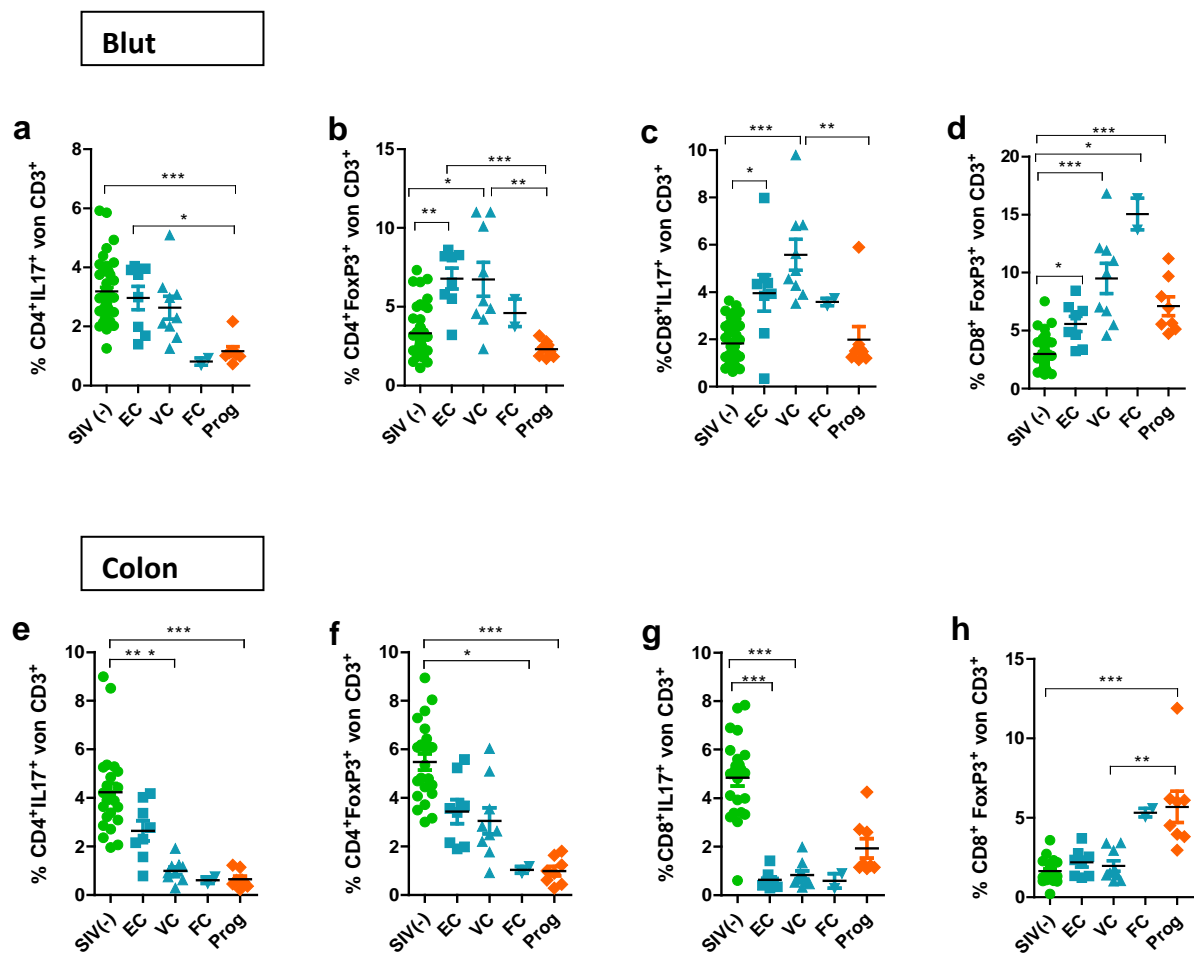 Blut
a
% CD4+IL17+ von CD3+
8
6
4
2
0
***
*
SIV (-) EC VC FC Prog
b
% CD4+FoxP3+ von CD3+
15
10
5
0
***
* **
**
SIV (-) EC VC FC Prog
c
%CD8+IL17+ von CD3+
10
8
6
4
2
0
*** **
*
SIV (-) EC VC FC Prog
d
% CD8+ FoxP3+ von CD3+
20
15
10
5
0
***
*
***
*
SIV (-) EC VC FC Prog
Colon
e
% CD4+IL17+ von CD3+
10
8
6
4
2
0
***
** *
SIV(-) EC VC FC Prog
f
% CD4+FoxP3+ von CD3+
10
8
6
4
2
0
***
*
SIV(-) EC VC FC Prog
g
%CD8+IL17+ von CD3+
10
8
6
4
2
0
***
***
SIV(-) EC VC FC Prog
h
% CD8+ FoxP3+ von CD3+
15
10
5
0
***
**
SIV(-) EC VC FC Prog